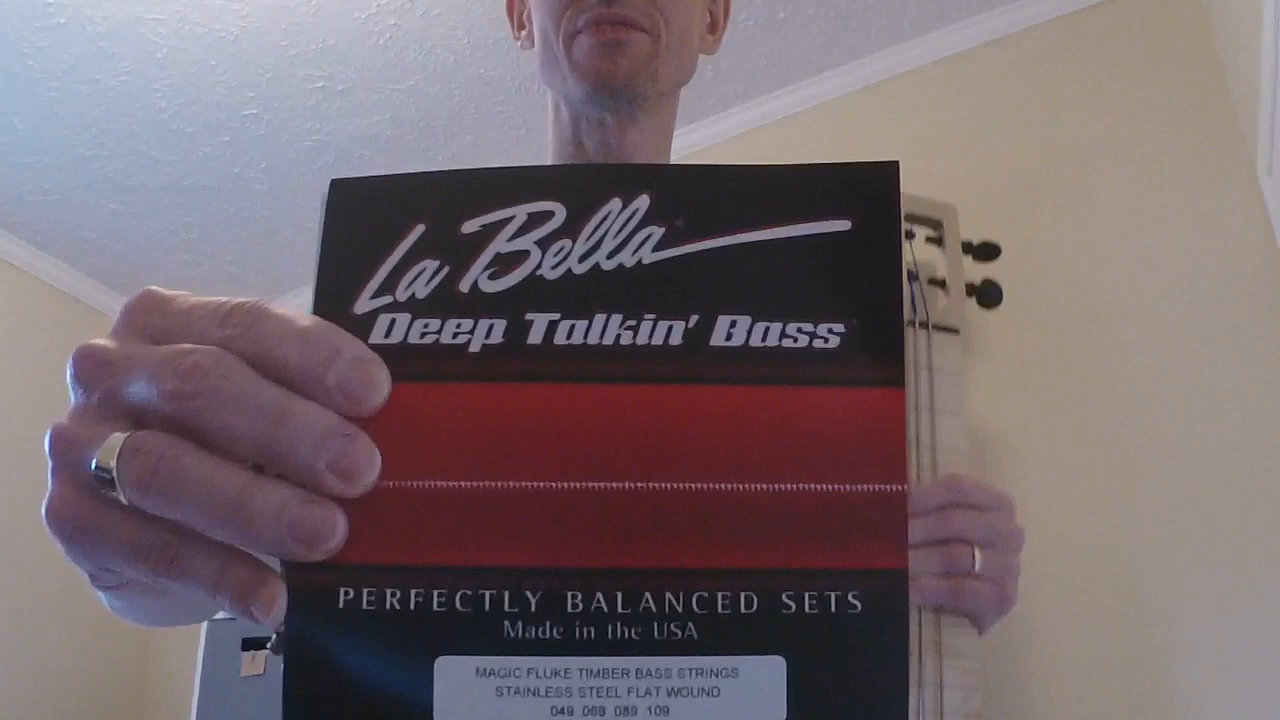 La Bella
Deep Talkin' Bass
PERFECTLY BALANCED SETS
Made in the USA
MAGIC FLUKE TIMBER BASS STRINGS
STAINLESS STEEL FLAT WOUND
049 069 089 109